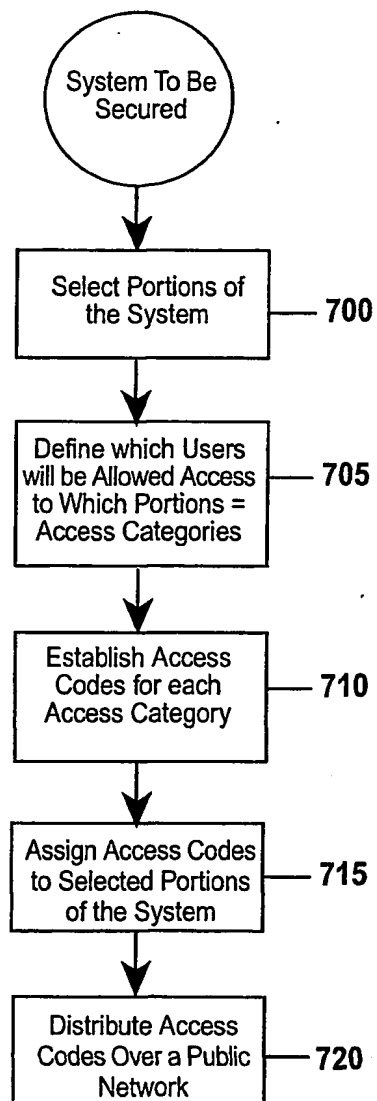 System To Be
Secured
Select Portions of
the System
700
Define which Users
will be Allowed Access
to Which Portions =
Access Categories
705
Establish Access
Codes for each
Access Category
710
Assign Access Codes
to Selected Portions
of the System
715
Distribute Access
Codes Over a Public
Network
720